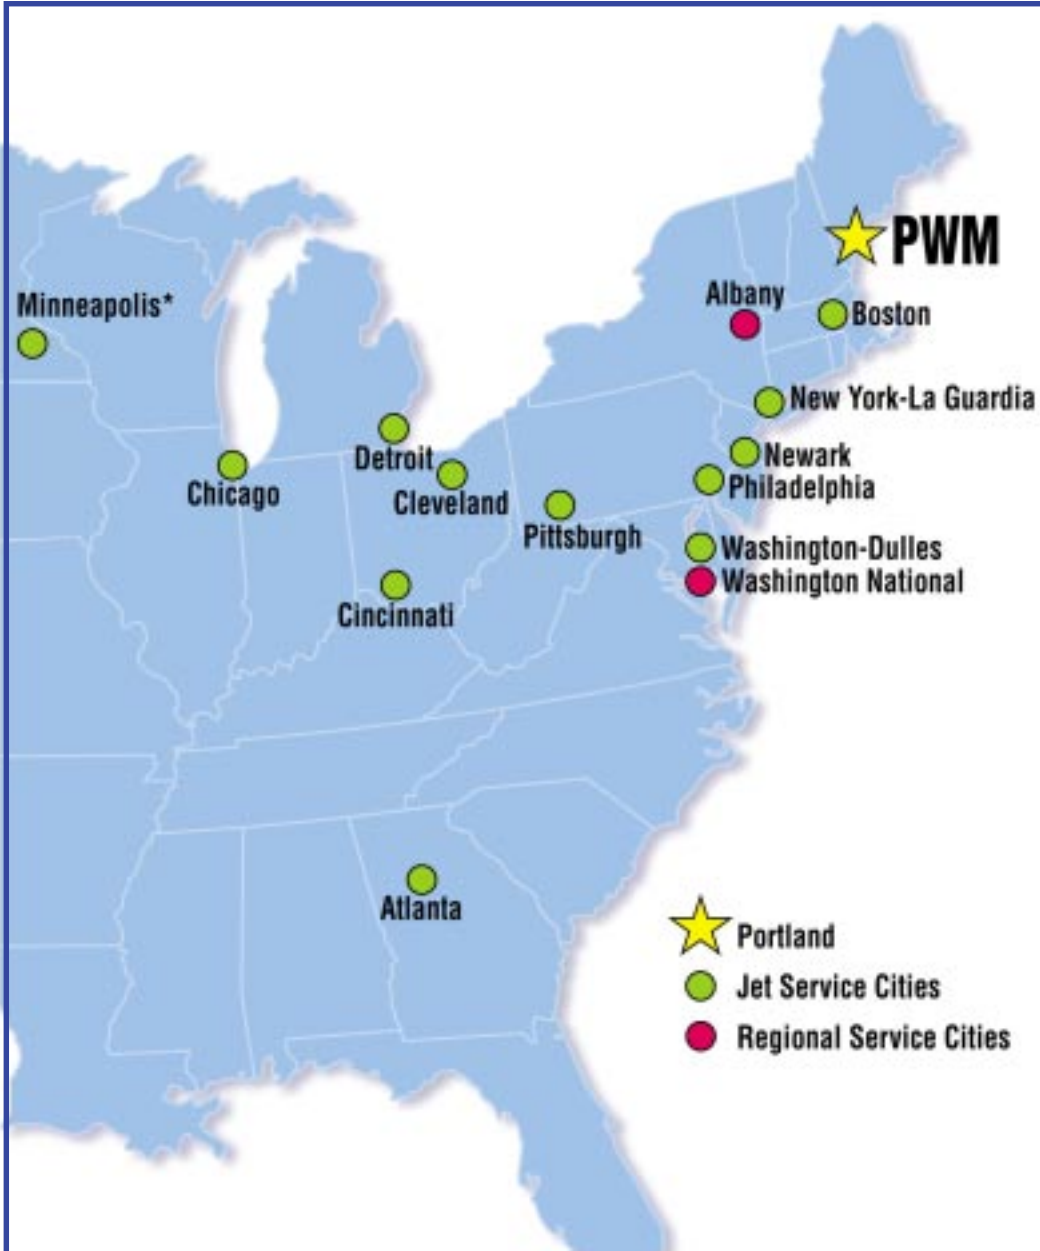 PWM
Minneapolis*
Albany
Boston
New York-La Guardia
Detroit
Newark
Chicago
Cleveland
Philadelphia
Pittsburgh
Washington-Dulles
Washington National
Cincinnati
Atlanta
Portland
Jet Service Cities
Regional Service Cities